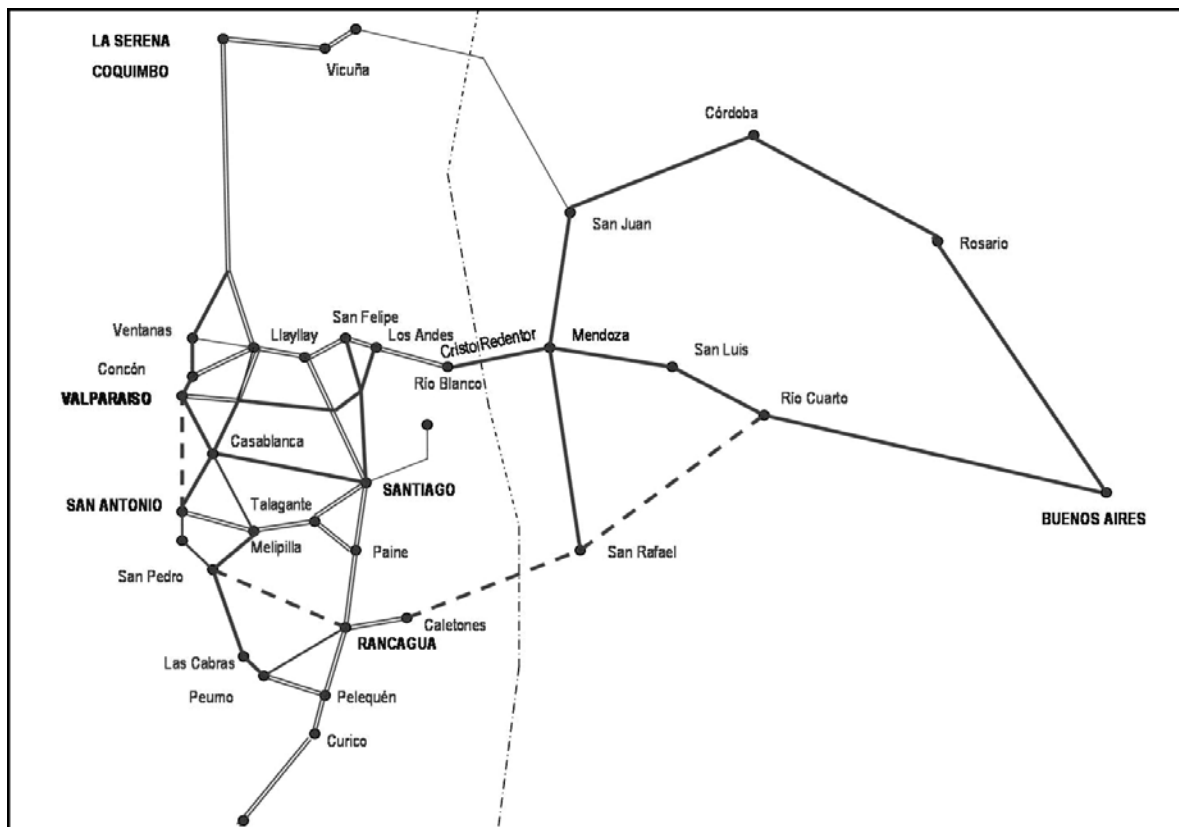 LA SERENA
COQUIMBO
Vicuña
Córdoba
San Juan
Rosario
Ventanas
Llayllay
San Felipe
Los Andes
Cristo Redentor
Mendoza
San Luis
Concón
Río Blanco
VALPARAISO
Río Cuarto
Casablanca
SANTIAGO
SAN ANTONIO
Talagante
BUENOS AIRES
Melipilla
Paine
San Rafael
San Pedro
Caletones
RANCAGUA
Las Cabras
Peumo
Pelequén
Curico